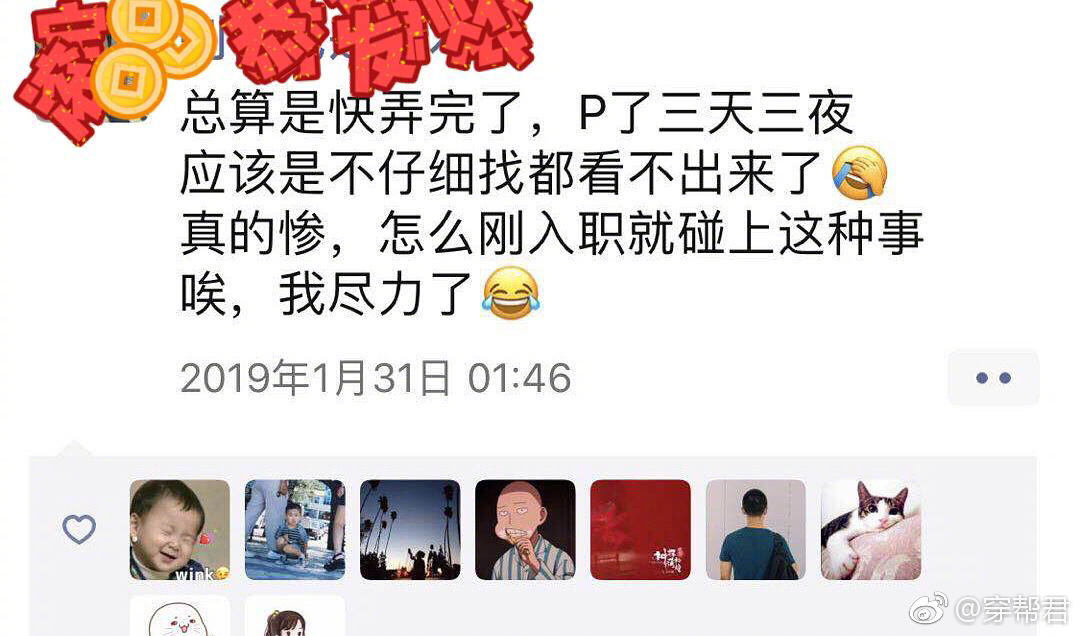 恭
发
总算是快弄完了，P了三天三夜
应该是不仔细找都看不出来了🤦
真的惨，怎么刚入职就碰上这种事
唉，我尽力了😂
2019年1月31日 01:46
wink
@穿帮君